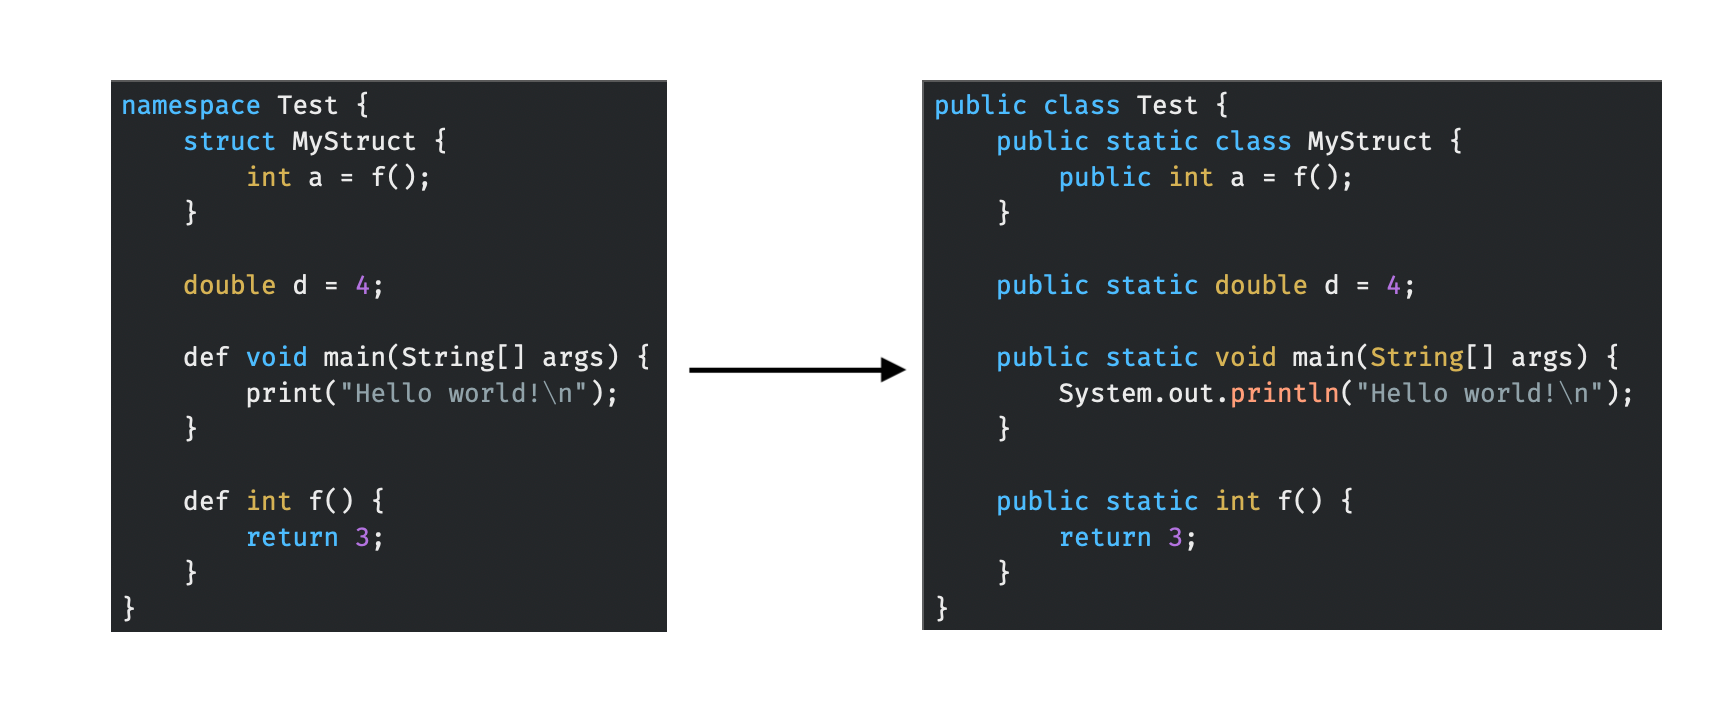 namespace Test {
struct MyStruct {
int a = f();
}
double d = 4;
def void main(String[] args) {
print("Hello world!\n");
}
def int f() {
return 3;
}
}
public class Test {
public static class MyStruct {
public int a = f();
}
public static double d = 4;
public static void main(String[] args) {
System.out.println("Hello world!\n");
}
public static int f() {
return 3;
}
}